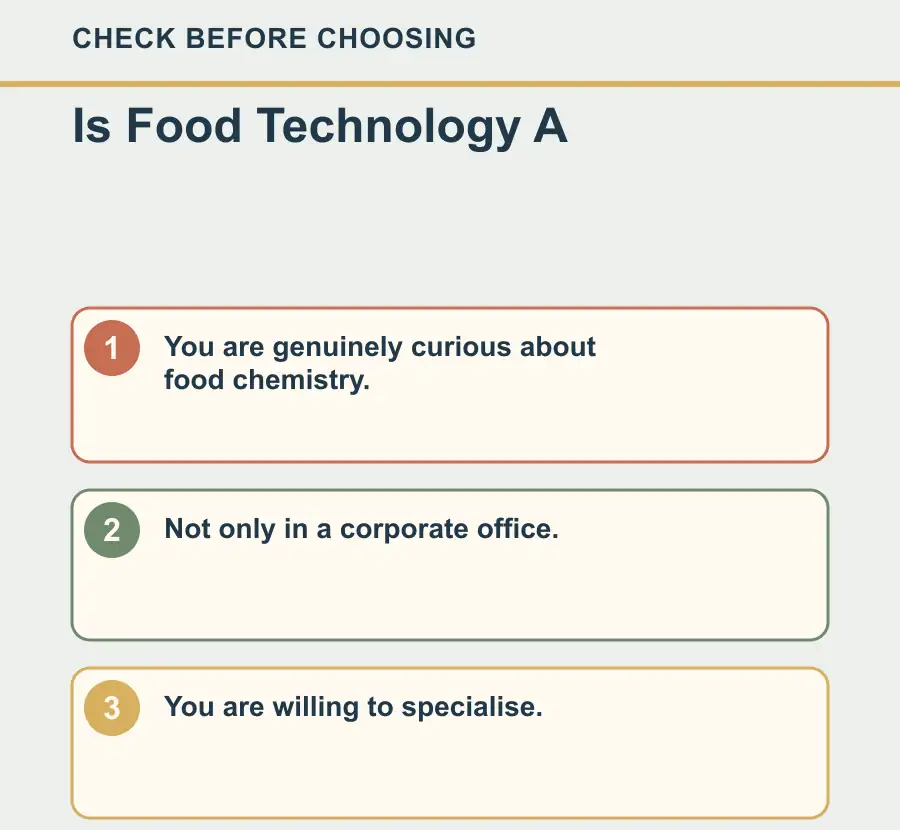 CHECK BEFORE CHOOSING
Is Food Technology A
1
You are genuinely curious about
food chemistry.
2
Not only in a corporate office.
3
You are willing to specialise.